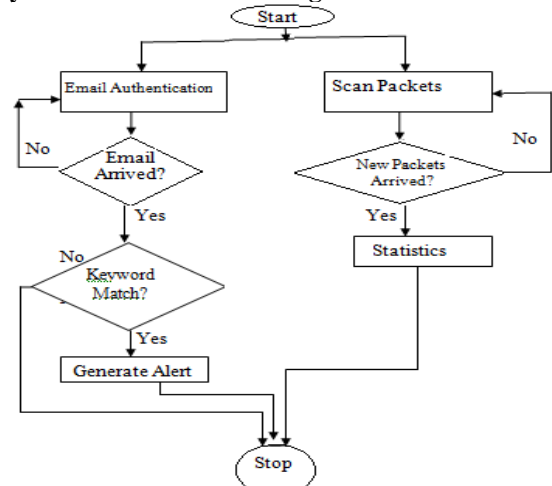 Start
Email Authentication
Scan Packets
No
Email
Arrived?
No
New Packets
Arrived?
Yes
Yes
Statistics
No
Keyword
Match?
Yes
Generate Alert
Stop